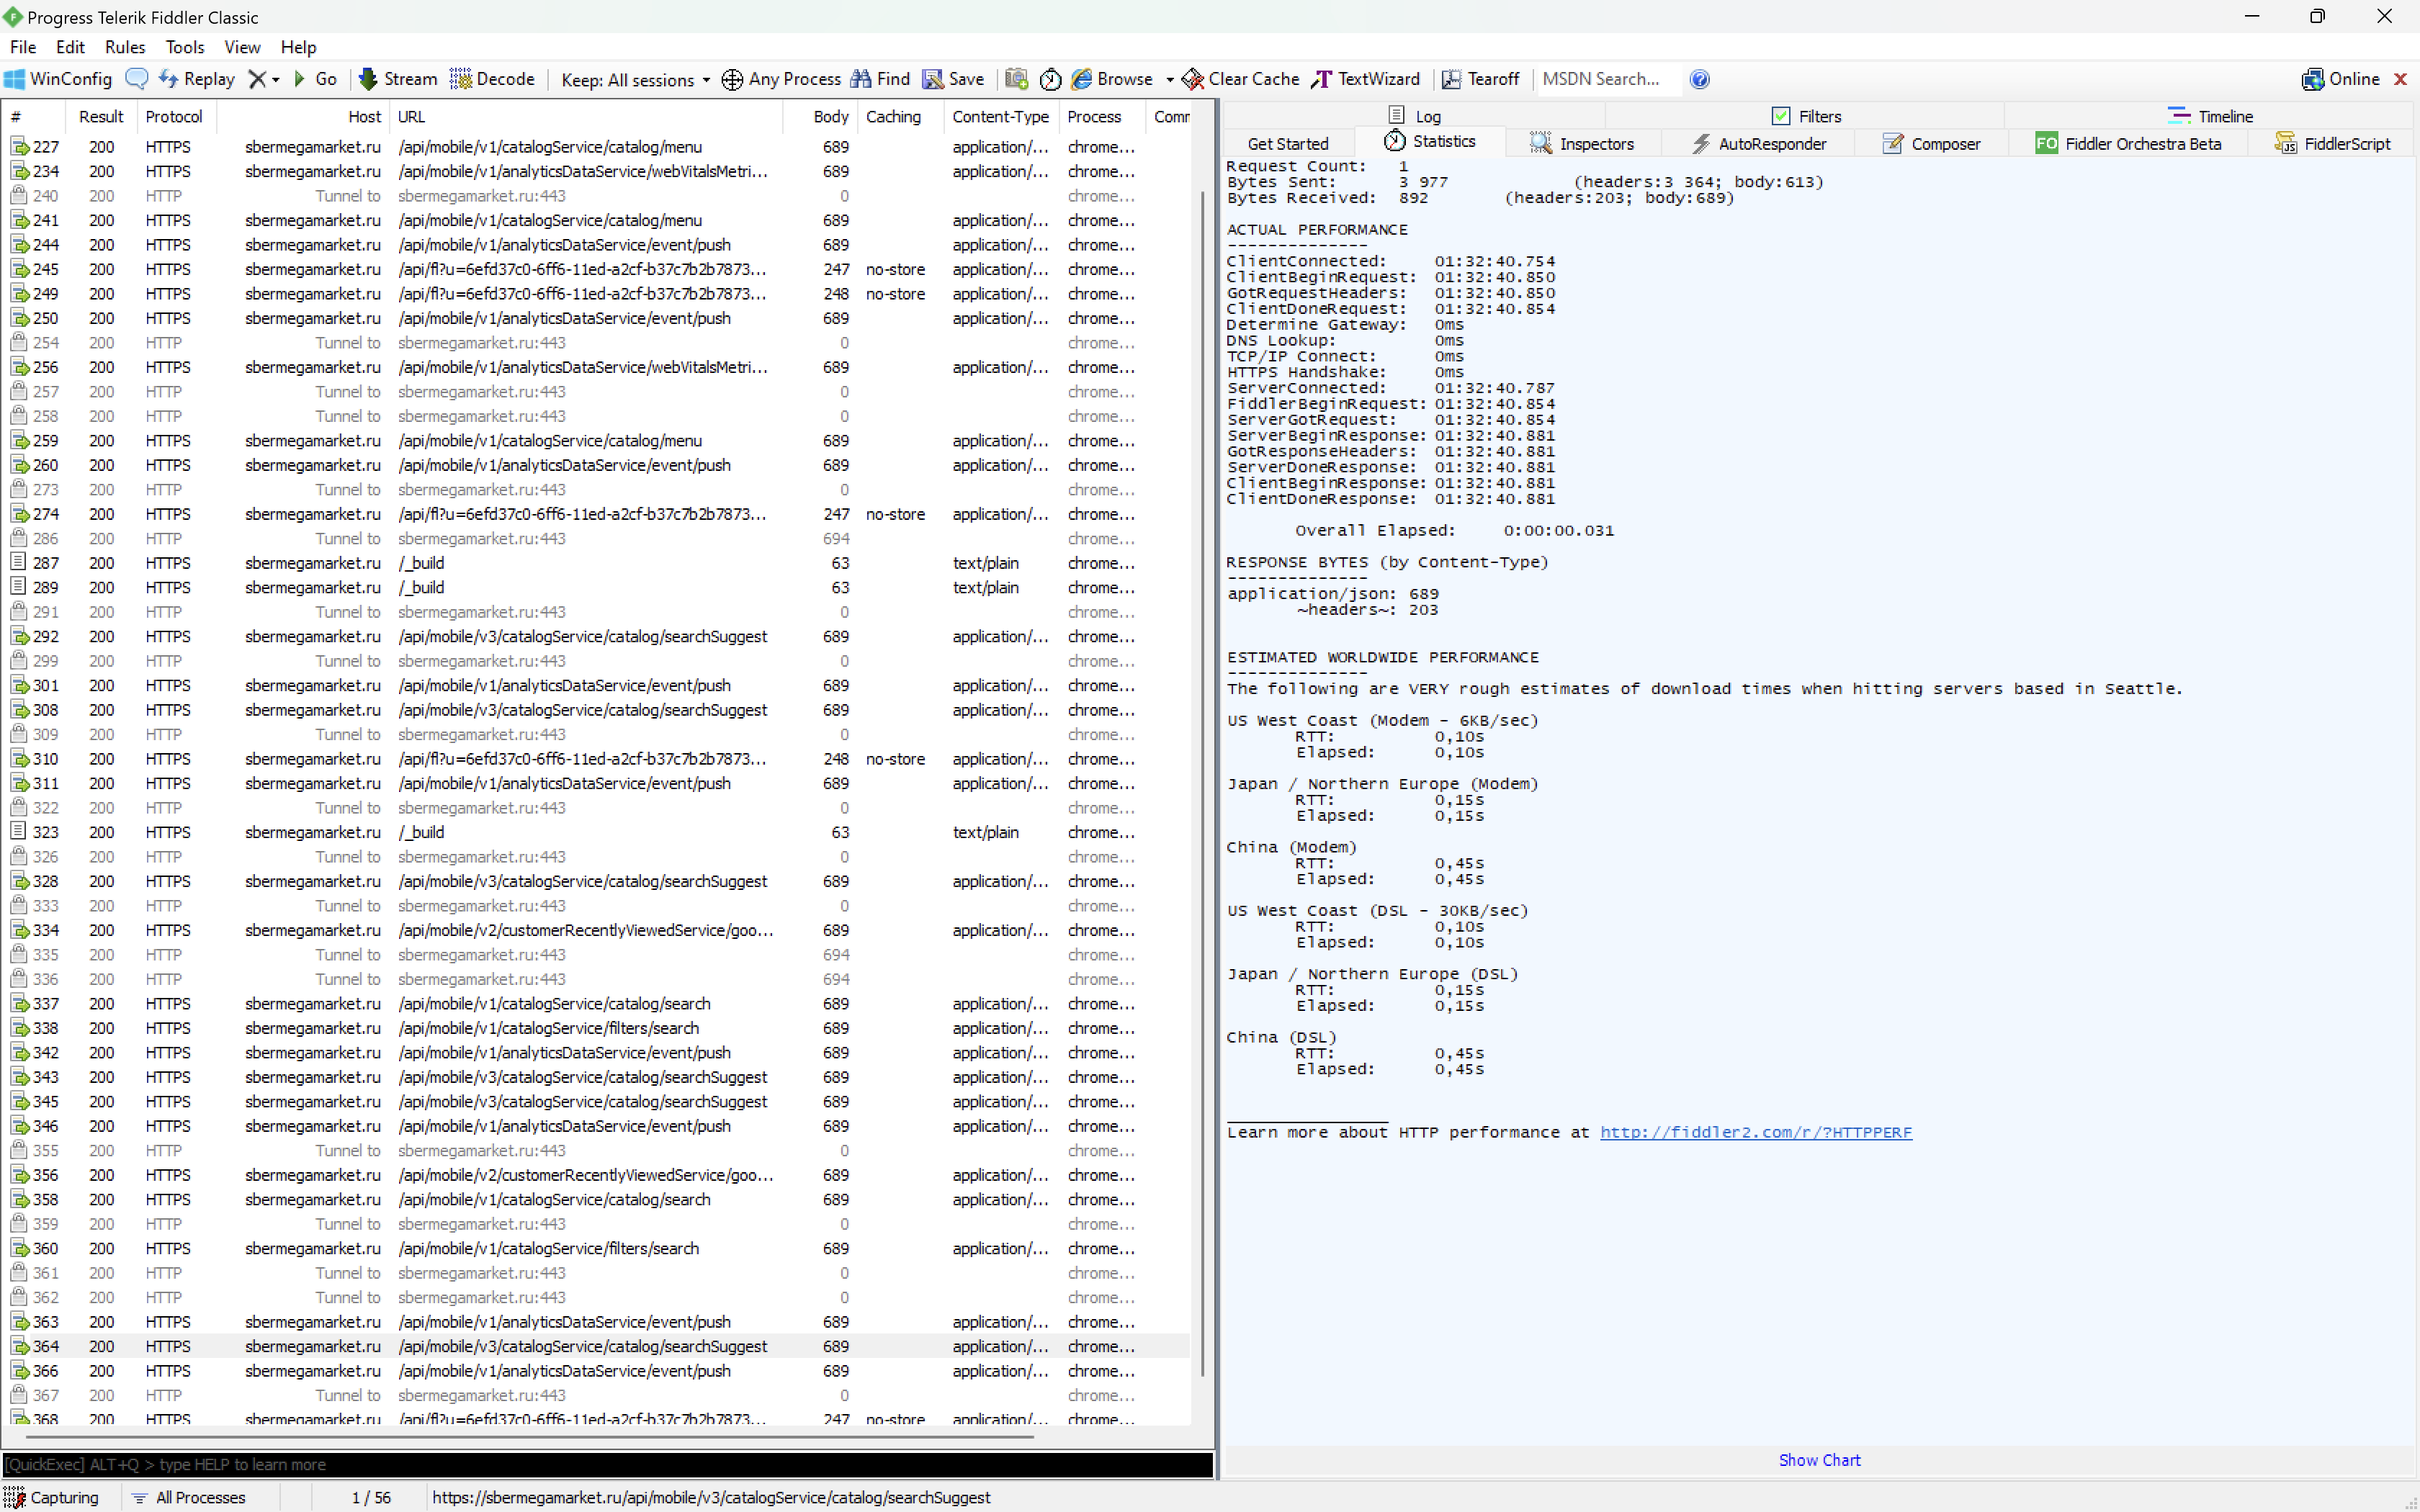 Progress Telerik Fiddler Classic
File Edit Rules Tools View Help
WinConfig Replay Go Stream Decode Keep: All sessions Any Process Find Save Browse Clear Cache TextWizard Tearoff MSDN Search... Online
# Result Protocol Host URL Body Caching Content-Type Process Comm
227 200 HTTPS sbermegamarket.ru /api/mobile/v1/catalogService/catalog/menu 689 application/... chrome...
234 200 HTTPS sbermegamarket.ru /api/mobile/v1/analyticsDataService/webVitalsMetri... 689 application/... chrome...
240 200 HTTP Tunnel to sbermegamarket.ru:443 0 chrome...
241 200 HTTPS sbermegamarket.ru /api/mobile/v1/catalogService/catalog/menu 689 application/... chrome...
244 200 HTTPS sbermegamarket.ru /api/mobile/v1/analyticsDataService/event/push 689 application/... chrome...
245 200 HTTPS sbermegamarket.ru /api/fl?u=6efd37c0-6ff6-11ed-a2cf-b37c7b2b7873... 247 no-store application/... chrome...
249 200 HTTPS sbermegamarket.ru /api/fl?u=6efd37c0-6ff6-11ed-a2cf-b37c7b2b7873... 248 no-store application/... chrome...
250 200 HTTPS sbermegamarket.ru /api/mobile/v1/analyticsDataService/event/push 689 application/... chrome...
254 200 HTTP Tunnel to sbermegamarket.ru:443 0 chrome...
256 200 HTTPS sbermegamarket.ru /api/mobile/v1/analyticsDataService/webVitalsMetri... 689 application/... chrome...
257 200 HTTP Tunnel to sbermegamarket.ru:443 0 chrome...
258 200 HTTP Tunnel to sbermegamarket.ru:443 0 chrome...
259 200 HTTPS sbermegamarket.ru /api/mobile/v1/catalogService/catalog/menu 689 application/... chrome...
260 200 HTTPS sbermegamarket.ru /api/mobile/v1/analyticsDataService/event/push 689 application/... chrome...
273 200 HTTP Tunnel to sbermegamarket.ru:443 0 chrome...
274 200 HTTPS sbermegamarket.ru /api/fl?u=6efd37c0-6ff6-11ed-a2cf-b37c7b2b7873... 247 no-store application/... chrome...
286 200 HTTP Tunnel to sbermegamarket.ru:443 694 chrome...
287 200 HTTPS sbermegamarket.ru /_build 63 text/plain chrome...
289 200 HTTPS sbermegamarket.ru /_build 63 text/plain chrome...
291 200 HTTP Tunnel to sbermegamarket.ru:443 0 chrome...
292 200 HTTPS sbermegamarket.ru /api/mobile/v3/catalogService/catalog/searchSuggest 689 application/... chrome...
299 200 HTTP Tunnel to sbermegamarket.ru:443 0 chrome...
301 200 HTTPS sbermegamarket.ru /api/mobile/v1/analyticsDataService/event/push 689 application/... chrome...
308 200 HTTPS sbermegamarket.ru /api/mobile/v3/catalogService/catalog/searchSuggest 689 application/... chrome...
309 200 HTTP Tunnel to sbermegamarket.ru:443 0 chrome...
310 200 HTTPS sbermegamarket.ru /api/fl?u=6efd37c0-6ff6-11ed-a2cf-b37c7b2b7873... 248 no-store application/... chrome...
311 200 HTTPS sbermegamarket.ru /api/mobile/v1/analyticsDataService/event/push 689 application/... chrome...
322 200 HTTP Tunnel to sbermegamarket.ru:443 0 chrome...
323 200 HTTPS sbermegamarket.ru /_build 63 text/plain chrome...
326 200 HTTP Tunnel to sbermegamarket.ru:443 0 chrome...
328 200 HTTPS sbermegamarket.ru /api/mobile/v3/catalogService/catalog/searchSuggest 689 application/... chrome...
333 200 HTTP Tunnel to sbermegamarket.ru:443 0 chrome...
334 200 HTTPS sbermegamarket.ru /api/mobile/v2/customerRecentlyViewedService/goo... 689 application/... chrome...
335 200 HTTP Tunnel to sbermegamarket.ru:443 694 chrome...
336 200 HTTP Tunnel to sbermegamarket.ru:443 694 chrome...
337 200 HTTPS sbermegamarket.ru /api/mobile/v1/catalogService/catalog/search 689 application/... chrome...
338 200 HTTPS sbermegamarket.ru /api/mobile/v1/catalogService/filters/search 689 application/... chrome...
342 200 HTTPS sbermegamarket.ru /api/mobile/v1/analyticsDataService/event/push 689 application/... chrome...
343 200 HTTPS sbermegamarket.ru /api/mobile/v3/catalogService/catalog/searchSuggest 689 application/... chrome...
345 200 HTTPS sbermegamarket.ru /api/mobile/v3/catalogService/catalog/searchSuggest 689 application/... chrome...
346 200 HTTPS sbermegamarket.ru /api/mobile/v1/analyticsDataService/event/push 689 application/... chrome...
355 200 HTTP Tunnel to sbermegamarket.ru:443 0 chrome...
356 200 HTTPS sbermegamarket.ru /api/mobile/v2/customerRecentlyViewedService/goo... 689 application/... chrome...
358 200 HTTPS sbermegamarket.ru /api/mobile/v1/catalogService/catalog/search 689 application/... chrome...
359 200 HTTP Tunnel to sbermegamarket.ru:443 0 chrome...
360 200 HTTPS sbermegamarket.ru /api/mobile/v1/catalogService/filters/search 689 application/... chrome...
361 200 HTTP Tunnel to sbermegamarket.ru:443 0 chrome...
362 200 HTTP Tunnel to sbermegamarket.ru:443 0 chrome...
363 200 HTTPS sbermegamarket.ru /api/mobile/v1/analyticsDataService/event/push 689 application/... chrome...
364 200 HTTPS sbermegamarket.ru /api/mobile/v3/catalogService/catalog/searchSuggest 689 application/... chrome...
366 200 HTTPS sbermegamarket.ru /api/mobile/v1/analyticsDataService/event/push 689 application/... chrome...
367 200 HTTP Tunnel to sbermegamarket.ru:443 0 chrome...
368 200 HTTPS sbermegamarket.ru /api/fl?u=6efd37c0-6ff6-11ed-a2cf-b37c7b2b7873... 247 no-store application/... chrome...
[QuickExec] ALT+Q > type HELP to learn more
Capturing All Processes 1 / 56 https://sbermegamarket.ru/api/mobile/v3/catalogService/catalog/searchSuggest
Log Filters Timeline
Get Started Statistics Inspectors AutoResponder Composer FO Fiddler Orchestra Beta JS FiddlerScript
Request Count: 1
Bytes Sent: 3 977 (headers:3 364; body:613)
Bytes Received: 892 (headers:203; body:689)
ACTUAL PERFORMANCE
--------------
ClientConnected: 01:32:40.754
ClientBeginRequest: 01:32:40.850
GotRequestHeaders: 01:32:40.850
ClientDoneRequest: 01:32:40.854
Determine Gateway: 0ms
DNS Lookup: 0ms
TCP/IP Connect: 0ms
HTTPS Handshake: 0ms
ServerConnected: 01:32:40.787
FiddlerBeginRequest: 01:32:40.854
ServerGotRequest: 01:32:40.854
ServerBeginResponse: 01:32:40.881
GotResponseHeaders: 01:32:40.881
ServerDoneResponse: 01:32:40.881
ClientBeginResponse: 01:32:40.881
ClientDoneResponse: 01:32:40.881
Overall Elapsed: 0:00:00.031
RESPONSE BYTES (by Content-Type)
--------------
application/json: 689
~headers~: 203
ESTIMATED WORLDWIDE PERFORMANCE
--------------
The following are VERY rough estimates of download times when hitting servers based in Seattle.
US West Coast (Modem - 6KB/sec)
RTT: 0,10s
Elapsed: 0,10s
Japan / Northern Europe (Modem)
RTT: 0,15s
Elapsed: 0,15s
China (Modem)
RTT: 0,45s
Elapsed: 0,45s
US West Coast (DSL - 30KB/sec)
RTT: 0,10s
Elapsed: 0,10s
Japan / Northern Europe (DSL)
RTT: 0,15s
Elapsed: 0,15s
China (DSL)
RTT: 0,45s
Elapsed: 0,45s
________________
Learn more about HTTP performance at http://fiddler2.com/r/?HTTPPERF
Show Chart